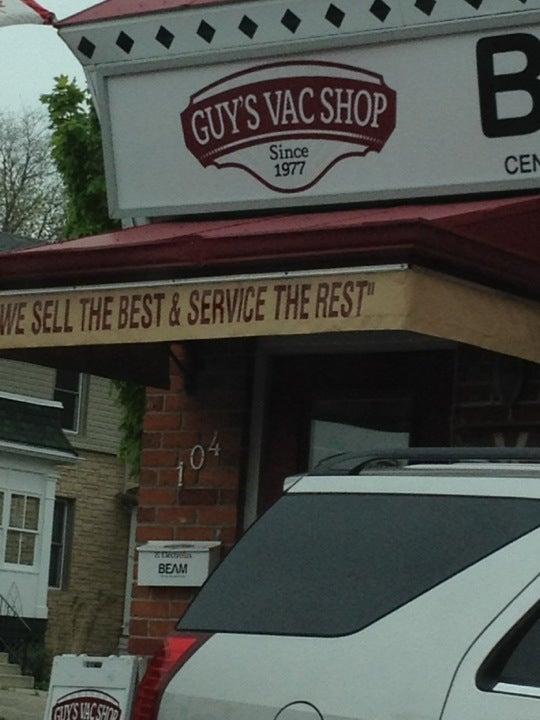 GUY'S VAC SHOP
Since
1977
B
CEN
WE SELL THE BEST & SERVICE THE REST"
104
BEAM
GUY'S VAC SHOP